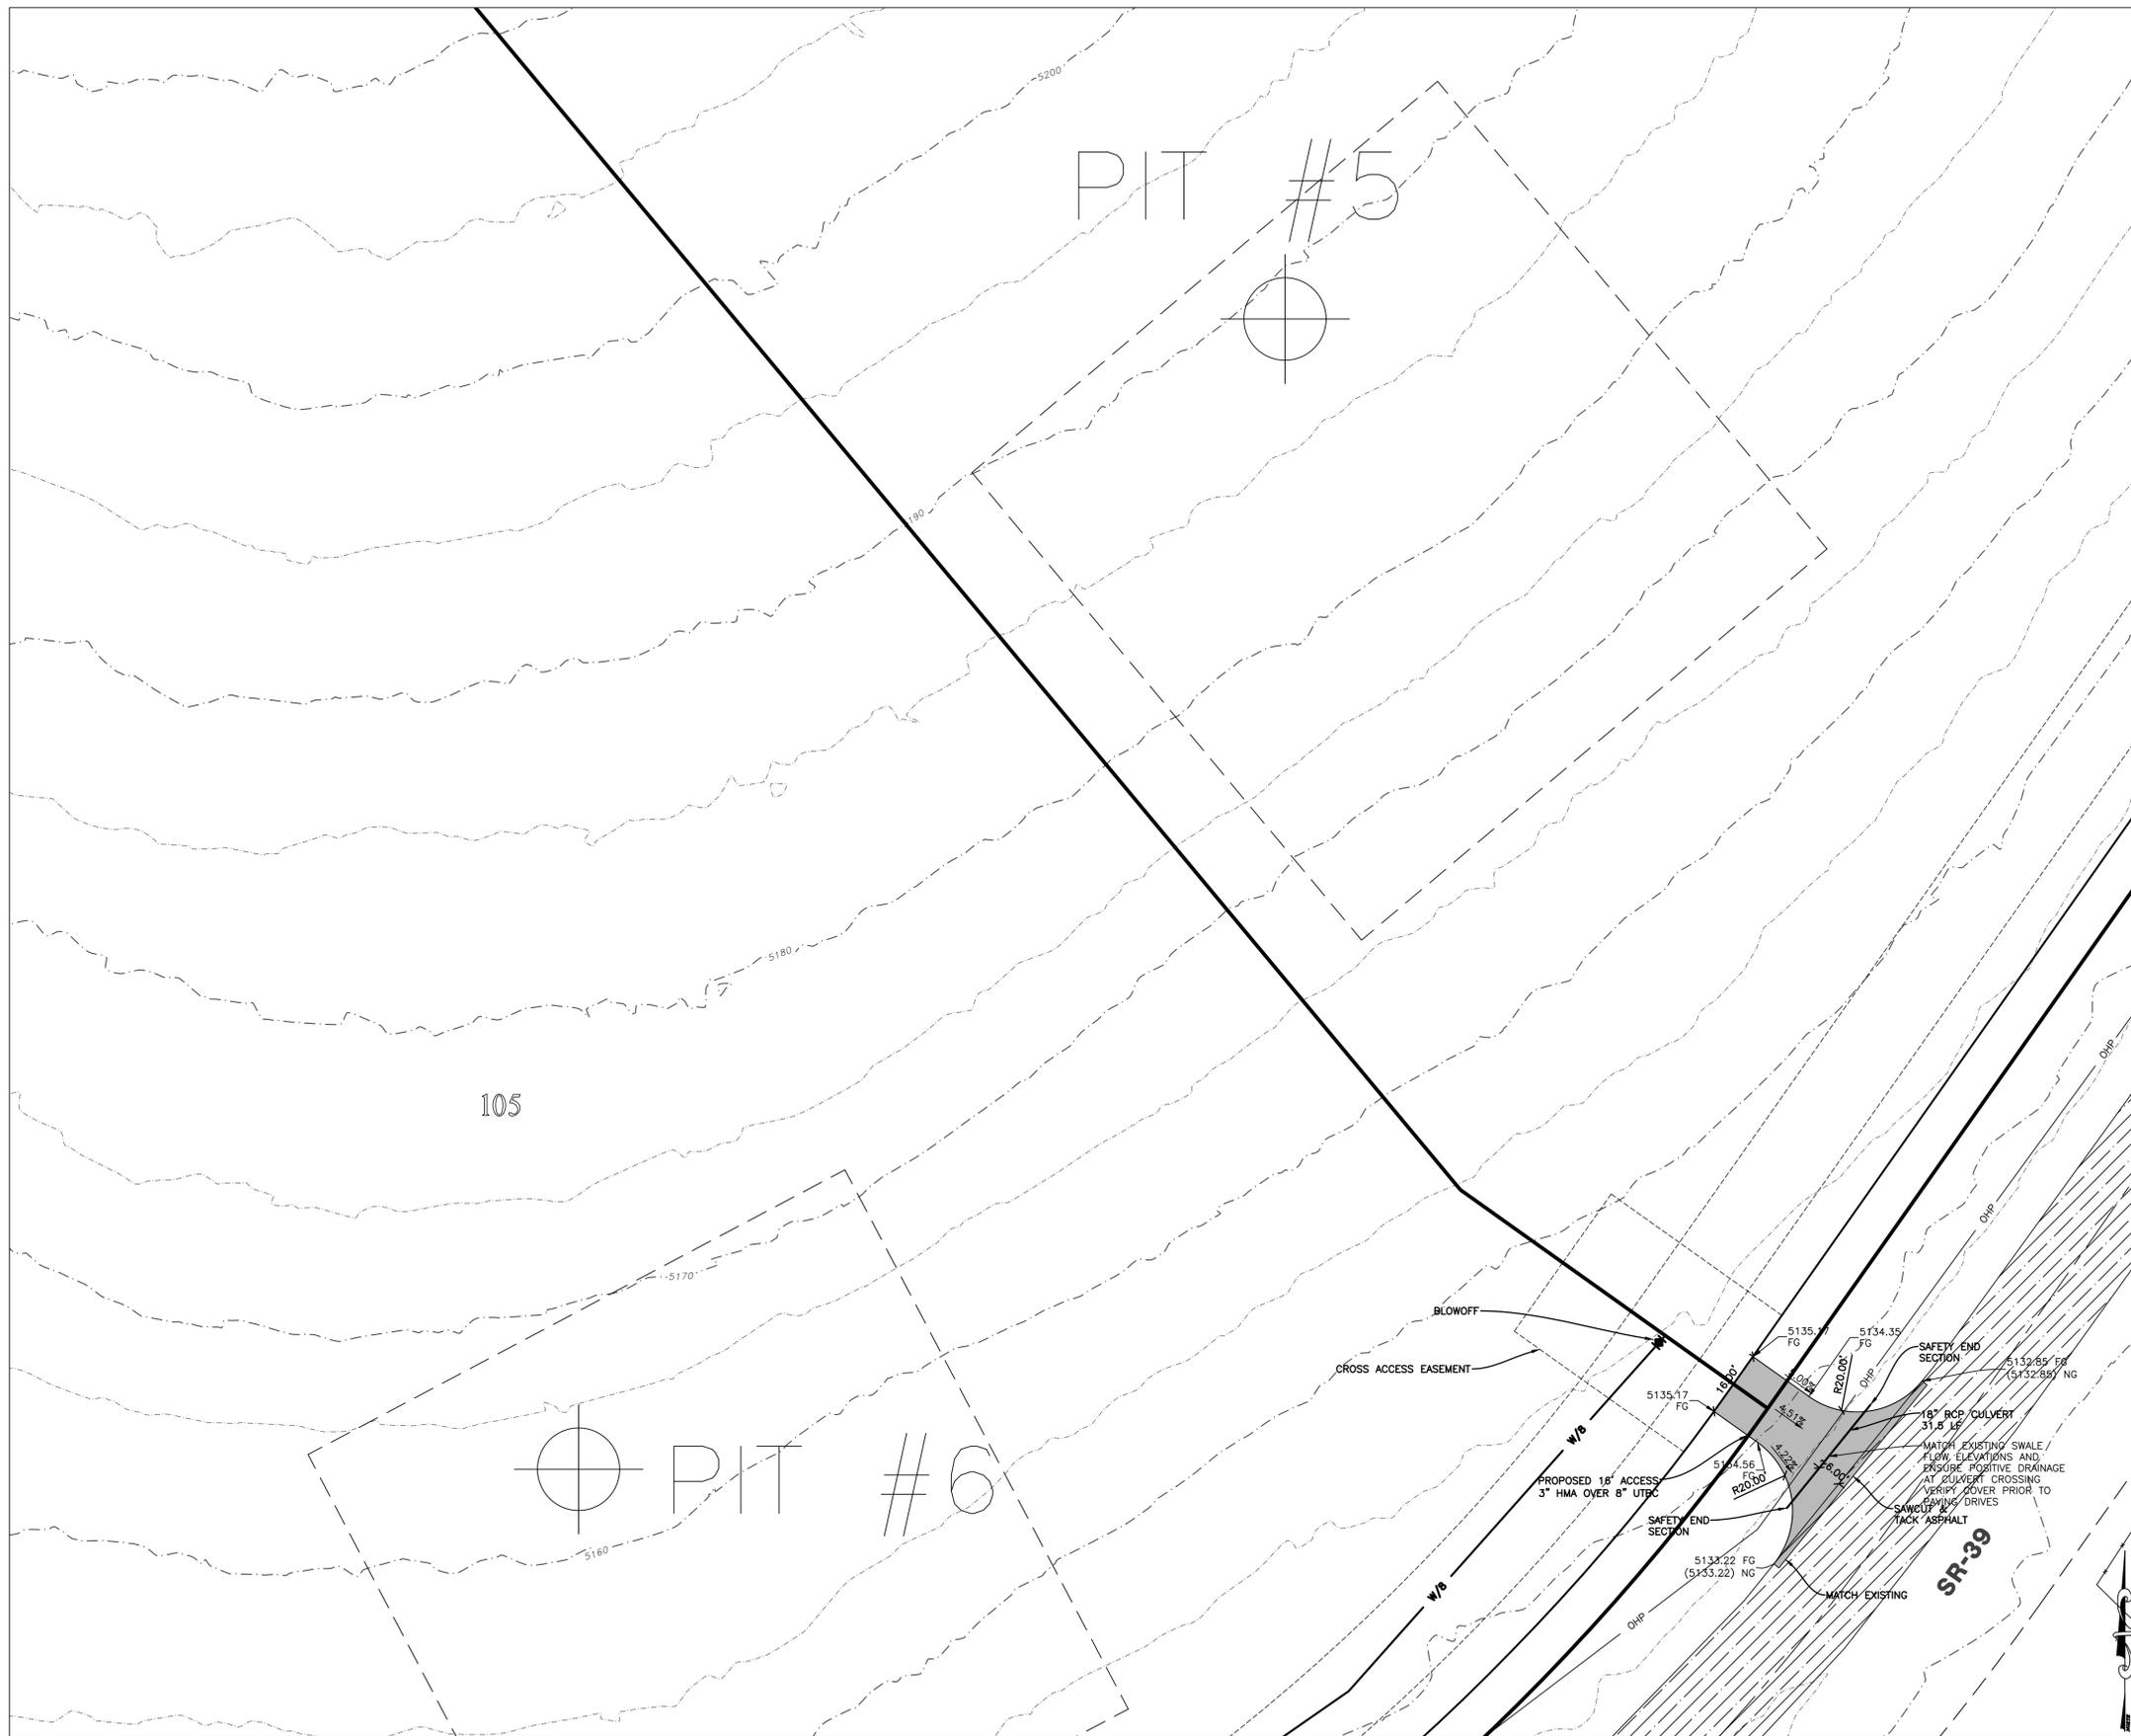 5200
PIT #5
190
5180
105
5170
PIT #6
5160
BLOWOFF
CROSS ACCESS EASEMENT
W/B
W/B
OHP
OHP
OHP
OHP
5135.17
FG
5134.35
FG
16.00'
R20.00'
SAFETY END
SECTION
5132.85 FG
(5132.85) NG
5135.17
FG
4.51%
18" RCP CULVERT
31.5 LF
4.22%
MATCH EXISTING SWALE
FLOW ELEVATIONS AND
ENSURE POSITIVE DRAINAGE
AT CULVERT CROSSING
VERIFY COVER PRIOR TO
PAVING DRIVES
5134.56
FG
R20.00'
26.00'
PROPOSED 16' ACCESS
3" HMA OVER 8" UTBC
SAWCUT &
TACK ASPHALT
SAFETY END
SECTION
5133.22 FG
(5133.22) NG
MATCH EXISTING
SR-39